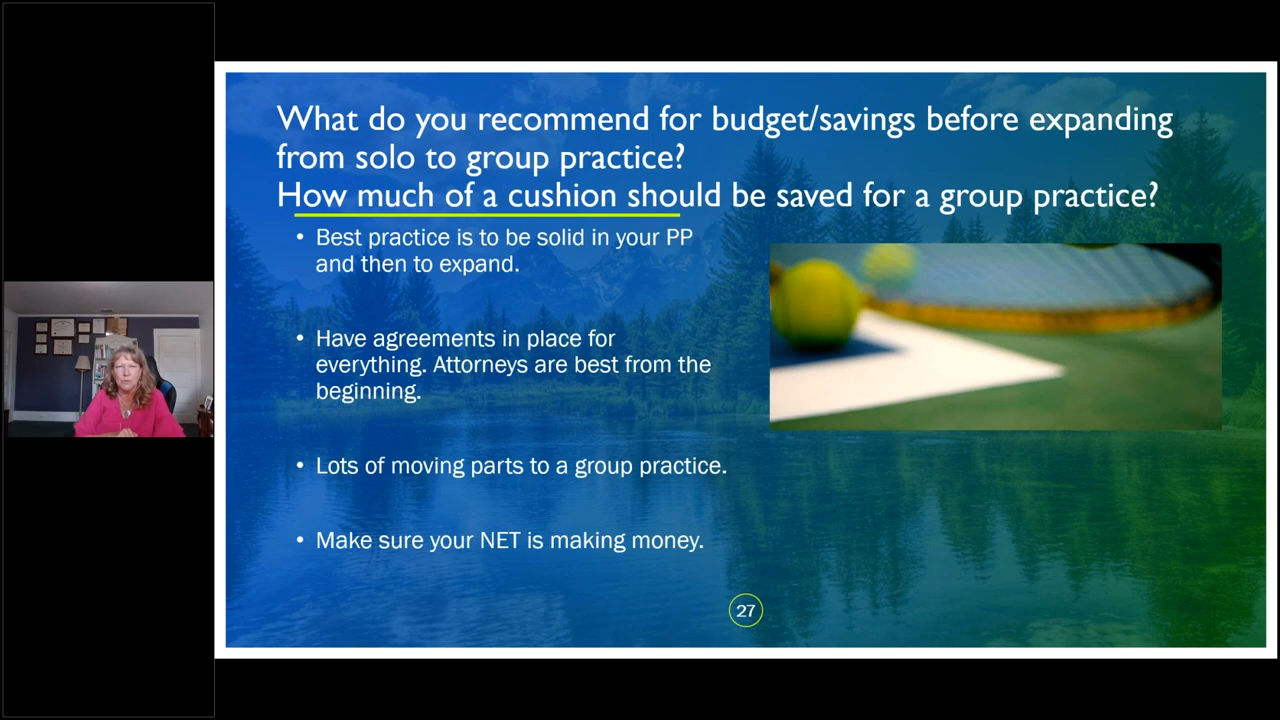 What do you recommend for budget/savings before expanding
from solo to group practice?
How much of a cushion should be saved for a group practice?
• Best practice is to be solid in your PP
and then to expand.
• Have agreements in place for
everything. Attorneys are best from the
beginning.
• Lots of moving parts to a group practice.
• Make sure your NET is making money.
27